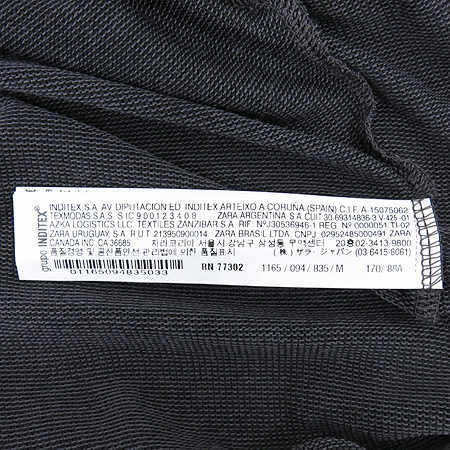 grupo INDITEX®
INDITEX,S.A. AV DIPUTACION ED. INDITEX ARTEIXO A CORUÑA (SPAIN) C.I.F. A-15075062
TEXMODAS S.A.S. S IC 900123408 ZARA ARGENTINA S.A. CUIT 30-69314836-3 V-425 -01
AZKA LOGISTICS LLC. TEXTILES ZANZIBAR S.A. RIF. NºJ30536946-1 REG. Nº 0000051 TI-02
ZARA URUGUAY, S.A. R U T 213950900014 ZARA BRASIL LTDA. CNPJ: 02952485000491 ZARA
CANADA INC. CA 36685 자라코리아 서울시 강남구 삼성동 무역센터 20층 02-3413-9800
품질경영 및 공산품안전 관리법에 의한 품질표시 (株) ザラ・ジャパン (03 6415-8061)
01165094835033 RN 77302 1165 / 094 / 835 / M 170/ 88A